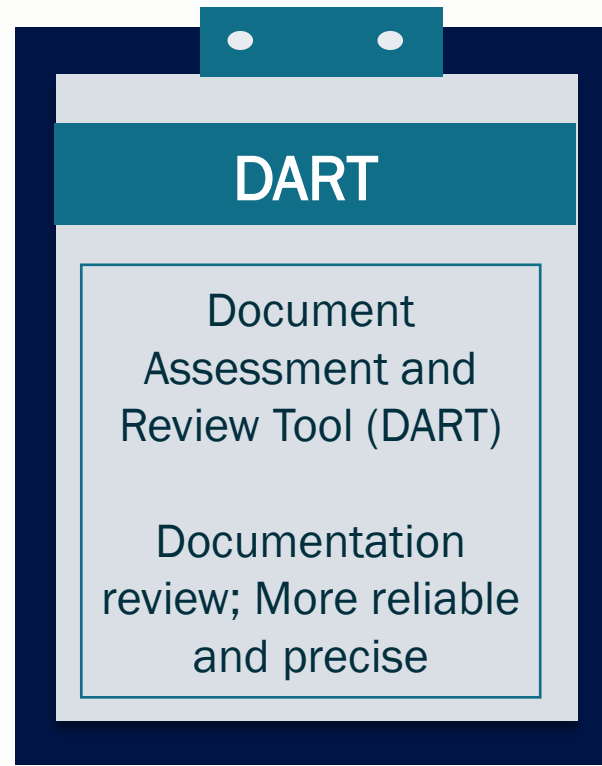 DART
Document
Assessment and
Review Tool (DART)
Documentation
review; More reliable
and precise